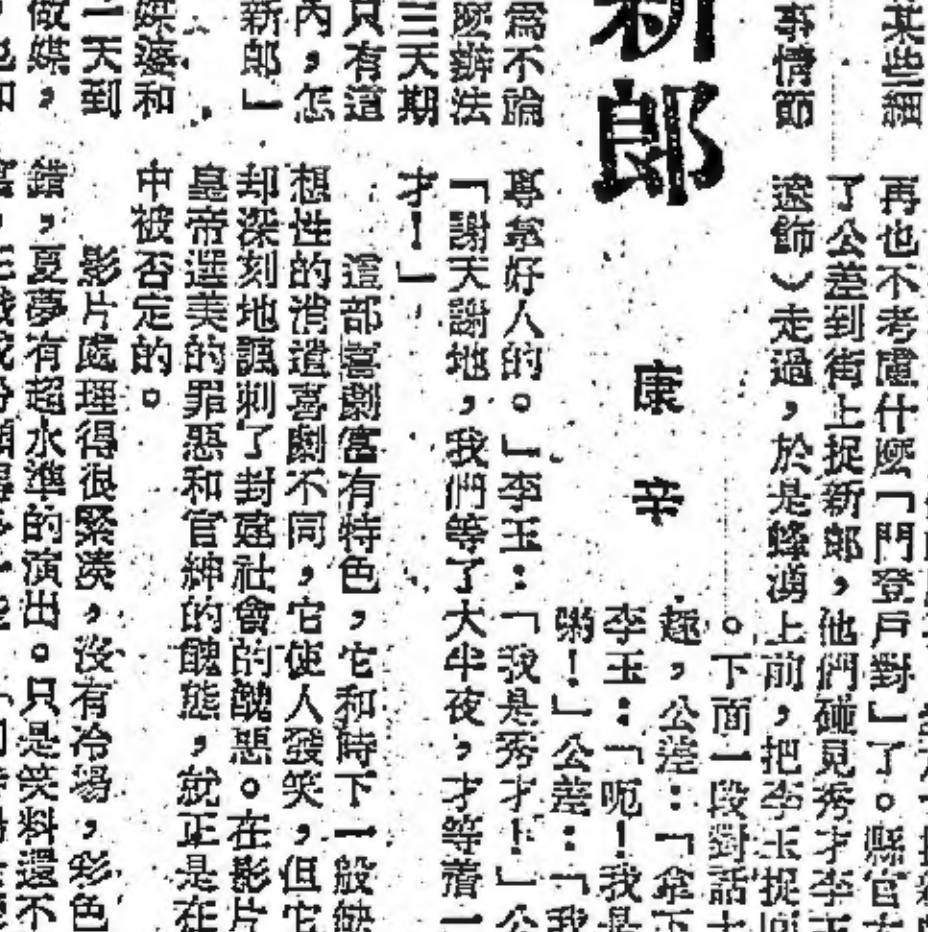 某些細
事情節
新郎
康辛
為不論
麼辦法
三天期
只有這
內，怎
新郎」
媒婆和
一天到
做媒，
再也不考慮什麼「門登戶對」了。縣官
了公差到街上捉新郎，他們碰見秀才李玉
遮飾）走過，於是蜂湧上前，把李玉捉
。下面一段對話
趣，公差：「拿下
李玉：「呃！我是
喲！」公差：「我
專拿好人的。」李玉：「我是秀才！」公
「謝天謝地，我們等了大半夜，才等着一
才！」
這部喜劇富有特色，它和時下一般缺
想性的消遣喜劇不同，它使人發笑，但它
却深刻地諷刺了封建社會的醜惡。在影片
皇帝選美的罪惡和官紳的醜態，就正是在
中被否定的。
影片處理得很緊湊，沒有冷場，彩色
錯，夏夢有超水準的演出。只是笑料還不